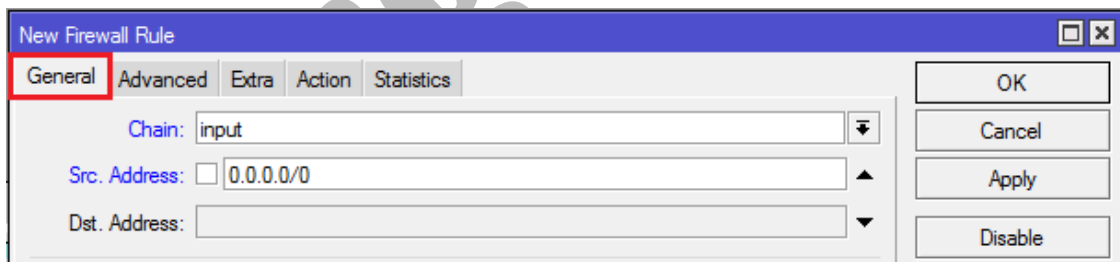 New Firewall Rule
General Advanced Extra Action Statistics
OK
Chain: input
Cancel
Src. Address: 0.0.0.0/0
Apply
Dst. Address:
Disable